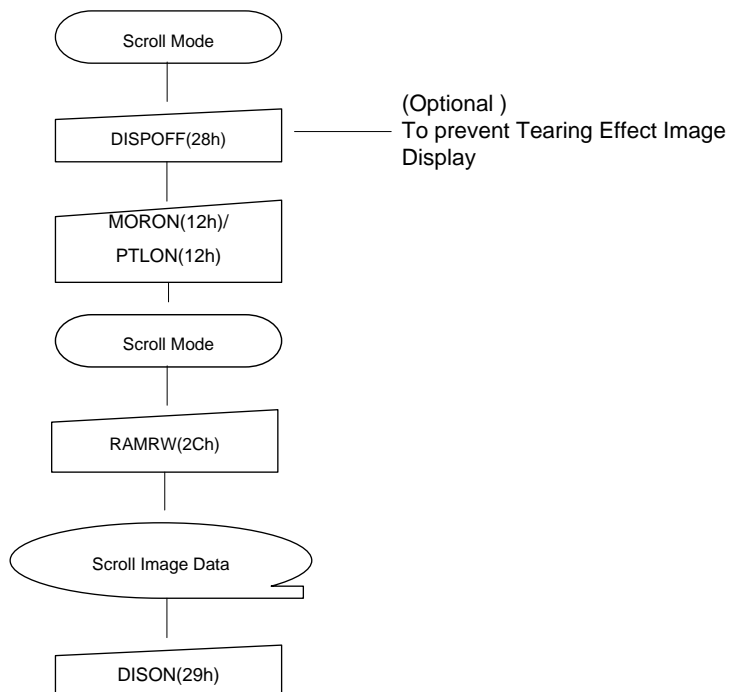 Scroll Mode
DISPOFF(28h)
(Optional )
To prevent Tearing Effect Image
Display
MORON(12h)/
PTLON(12h)
Scroll Mode
RAMRW(2Ch)
Scroll Image Data
DISON(29h)